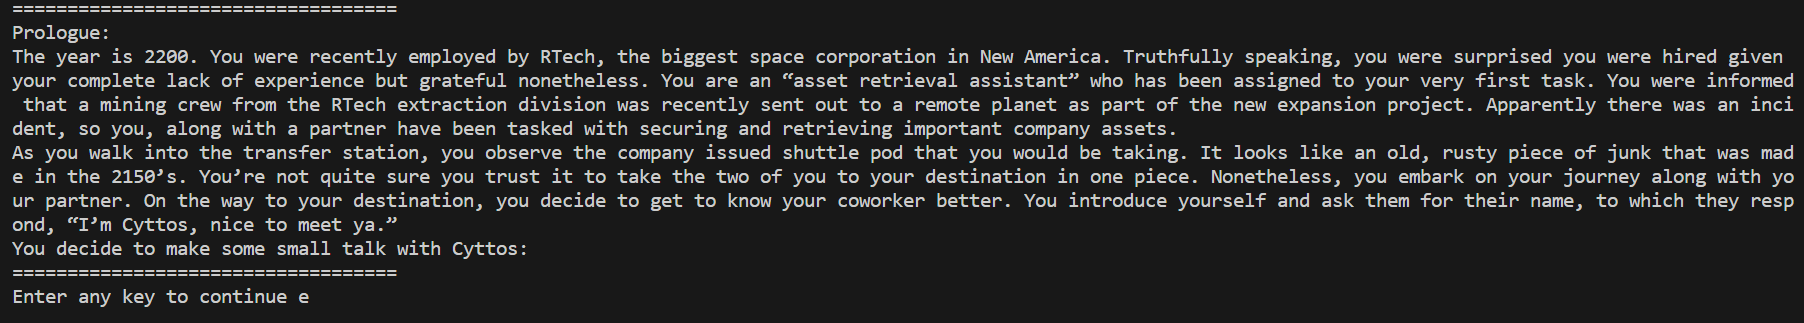 ===================================
Prologue:
The year is 2200. You were recently employed by RTech, the biggest space corporation in New America. Truthfully speaking, you were surprised you were hired given
your complete lack of experience but grateful nonetheless. You are an “asset retrieval assistant” who has been assigned to your very first task. You were informed
 that a mining crew from the RTech extraction division was recently sent out to a remote planet as part of the new expansion project. Apparently there was an inci
dent, so you, along with a partner have been tasked with securing and retrieving important company assets.
As you walk into the transfer station, you observe the company issued shuttle pod that you would be taking. It looks like an old, rusty piece of junk that was mad
e in the 2150’s. You’re not quite sure you trust it to take the two of you to your destination in one piece. Nonetheless, you embark on your journey along with yo
ur partner. On the way to your destination, you decide to get to know your coworker better. You introduce yourself and ask them for their name, to which they resp
ond, “I’m Cyttos, nice to meet ya.”
You decide to make some small talk with Cyttos:
===================================
Enter any key to continue e